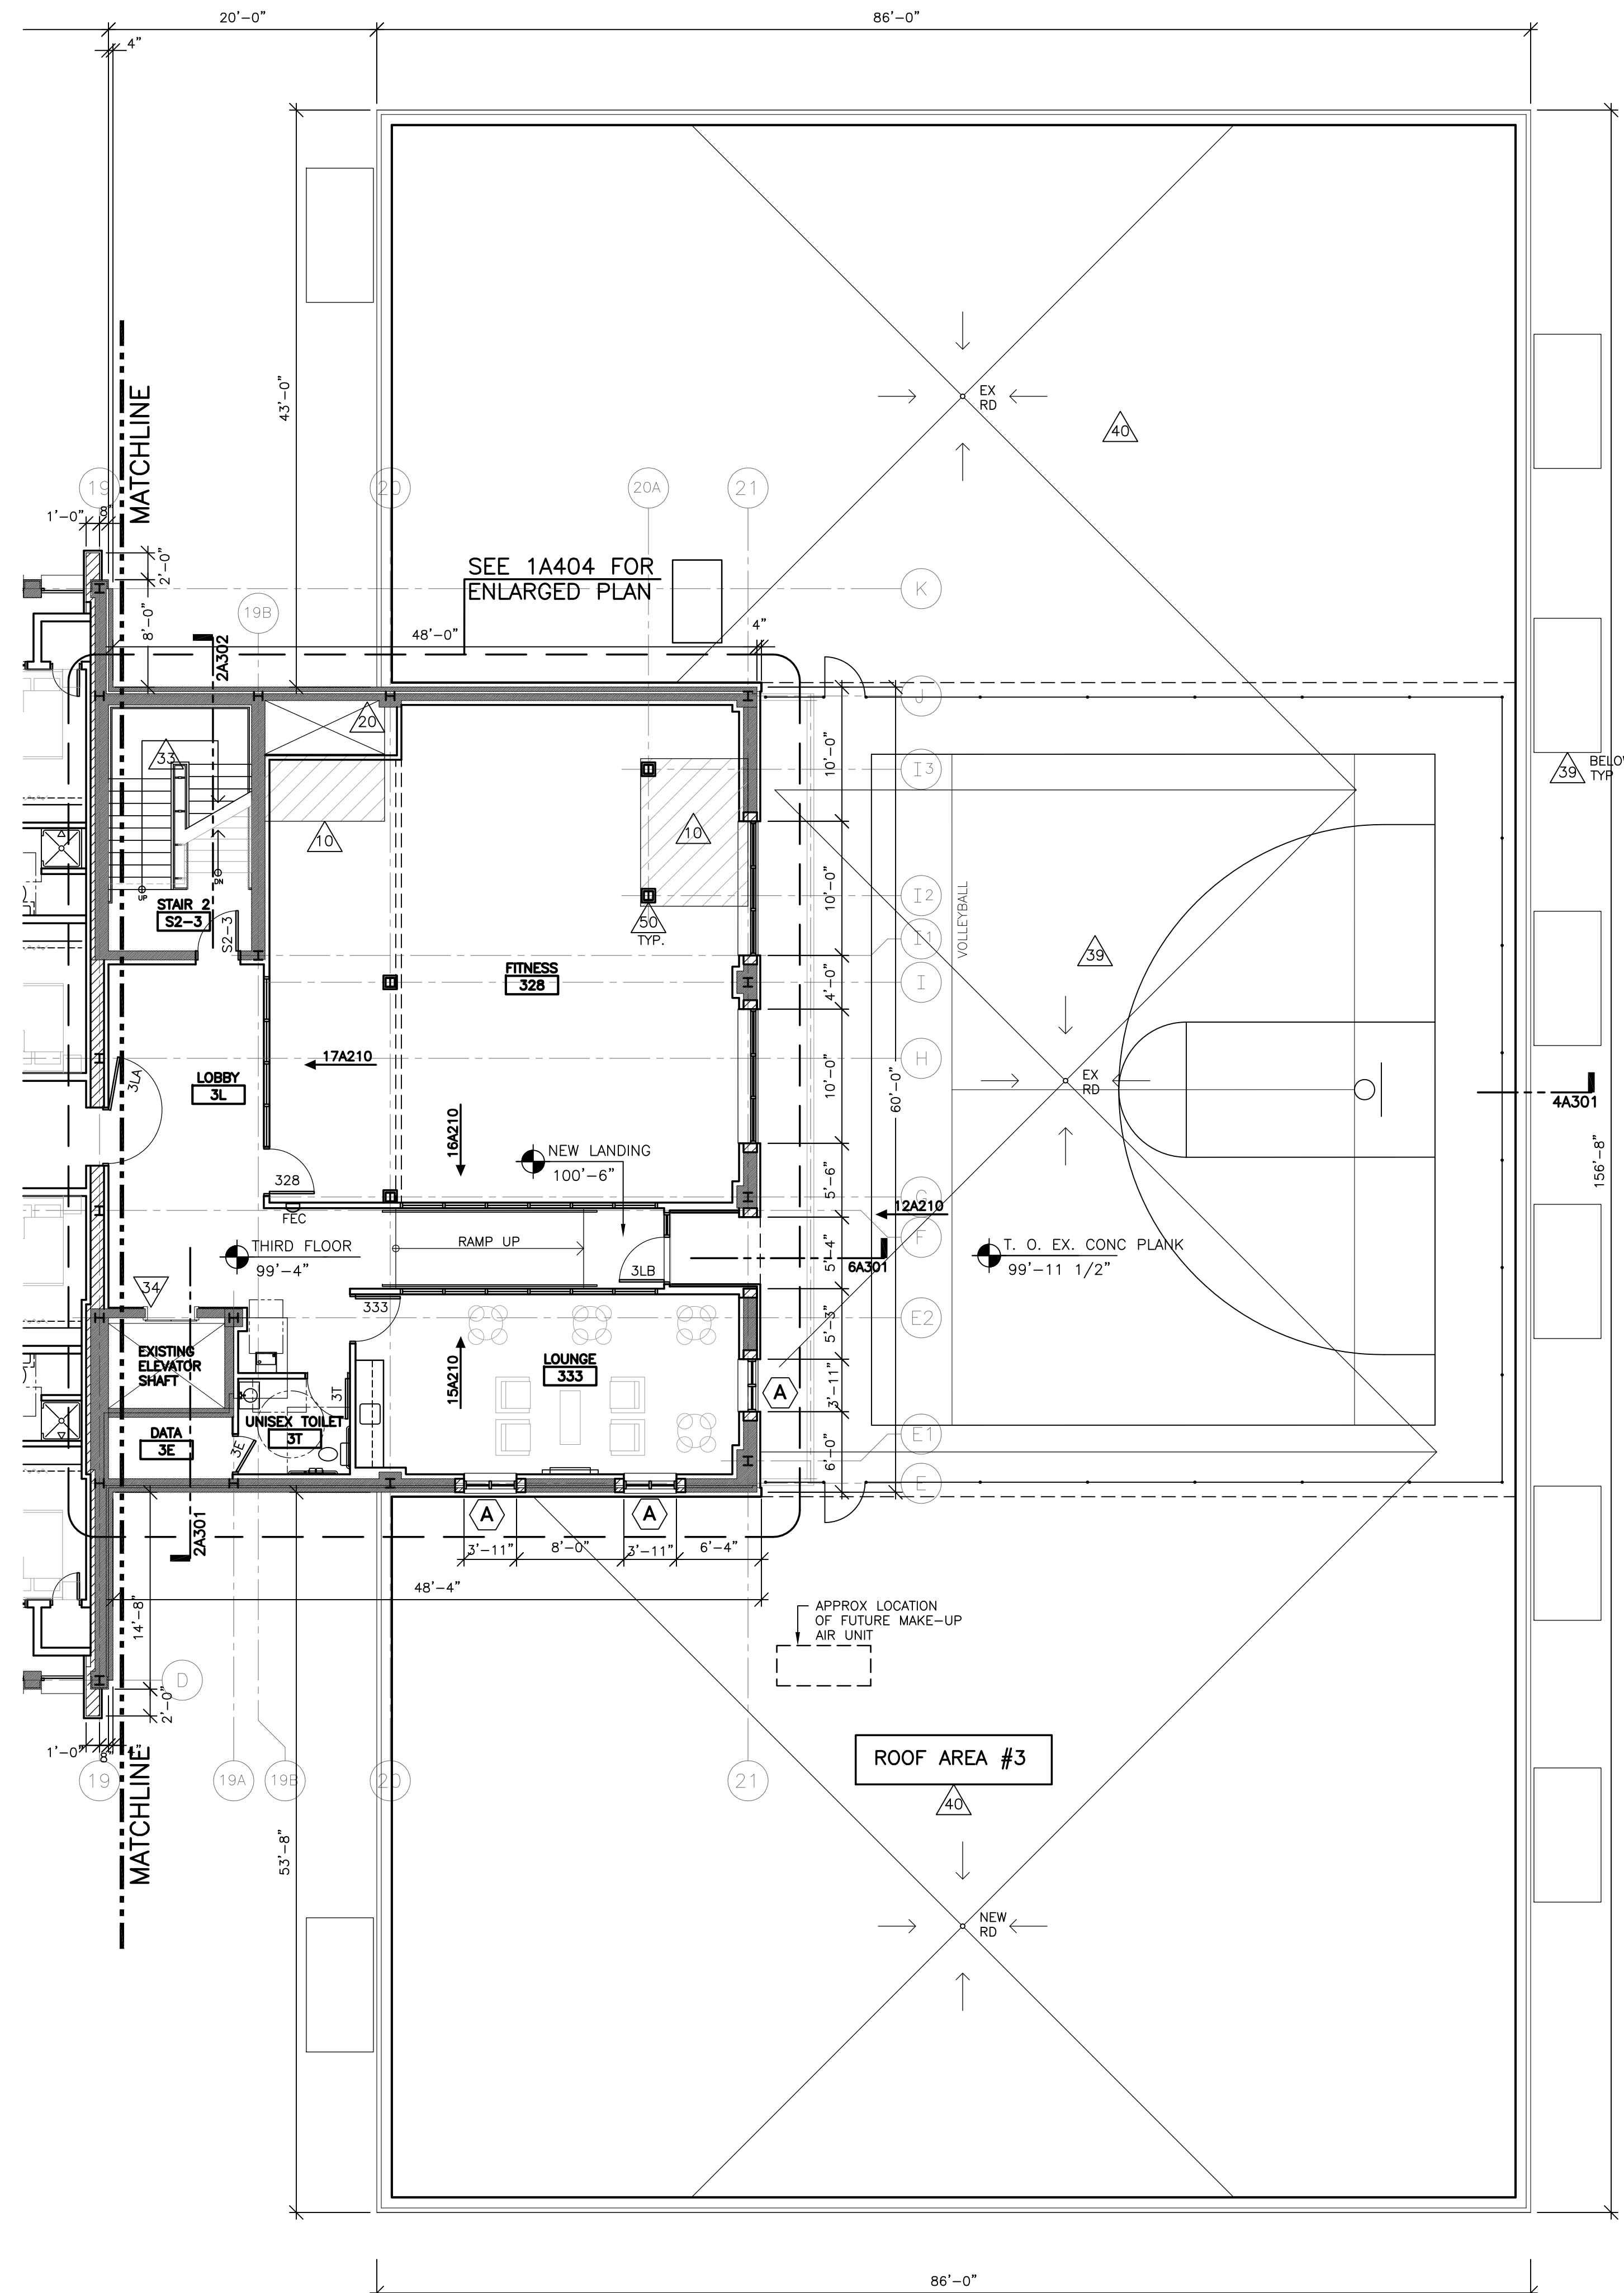 20'-0"
86'-0"
4"
43'-0"
MATCHLINE
EX
RD
40
19
20
20A
21
1'-0"
8"
2'-0"
8'-0"
19B
2A302
SEE 1A404 FOR
ENLARGED PLAN
48'-0"
4"
K
J
20
33
10
10
I3
10'-0"
BELOW
39
TYP
UP
DN
STAIR 2
S2-3
S2-3
50
TYP.
10'-0"
I2
I1
VOLLEYBALL
39
FITNESS
328
4'-0"
I
17A210
H
LOBBY
3L
3LA
10'-0"
60'-0"
EX
RD
4A301
156'-8"
16A210
NEW LANDING
100'-6"
328
FEC
5'-6"
G
12A210
F
THIRD FLOOR
99'-4"
RAMP UP
3LB
5'-4"
6A301
T. O. EX. CONC PLANK
99'-11 1/2"
34
333
5'-3"
E2
EXISTING
ELEVATOR
SHAFT
15A210
LOUNGE
333
A
3'-11"
3T
UNISEX TOILET
3T
DATA
3E
3E
E1
6'-0"
E
A
A
2A301
3'-11"
8'-0"
3'-11"
6'-4"
48'-4"
14'-8"
APPROX LOCATION
OF FUTURE MAKE-UP
AIR UNIT
D
2'-0"
1'-0"
8"
4"
MATCHLINE
19
19A
19B
20
21
ROOF AREA #3
40
53'-8"
NEW
RD
86'-0"